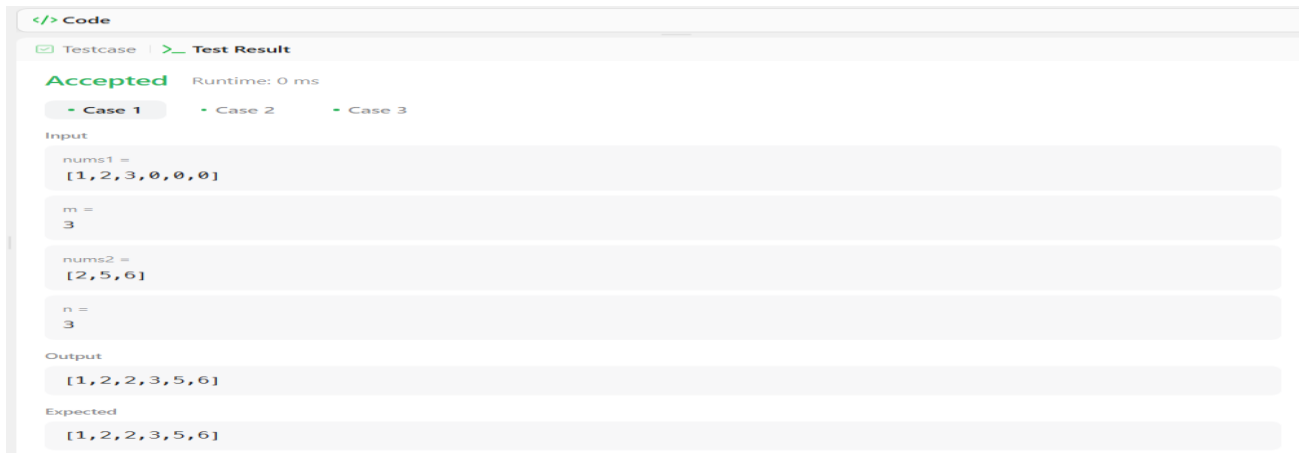 </> Code
Testcase | >_ Test Result
Accepted Runtime: 0 ms
• Case 1 • Case 2 • Case 3
Input
nums1 =
[1,2,3,0,0,0]
m =
3
nums2 =
[2,5,6]
n =
3
Output
[1,2,2,3,5,6]
Expected
[1,2,2,3,5,6]